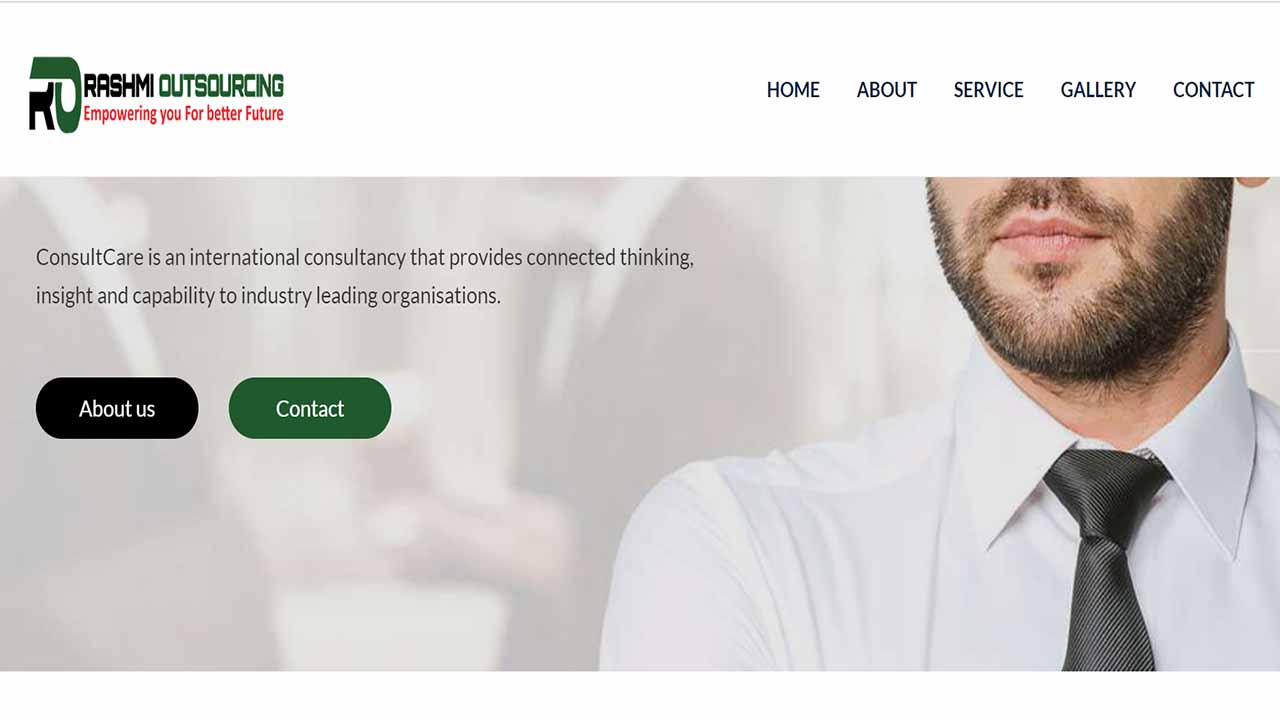 RASHMI OUTSOURCING
Empowering you For better Future
HOME ABOUT SERVICE GALLERY CONTACT
ConsultCare is an international consultancy that provides connected thinking,
insight and capability to industry leading organisations.
About us Contact